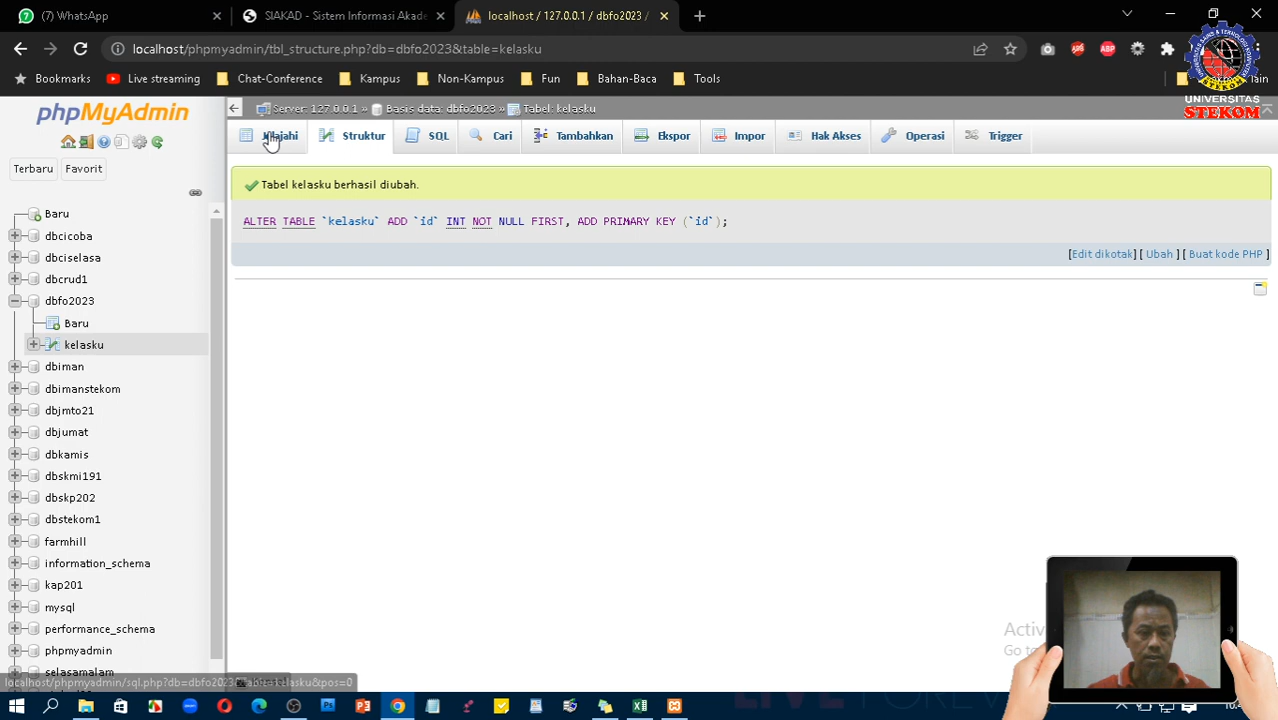 (7) WhatsApp
SIAKAD - Sistem Informasi Akade
localhost / 127.0.0.1 / dbfo2023 /
localhost/phpmyadmin/tbl_structure.php?db=dbfo2023&table=kelasku
Bookmarks
Live streaming
Chat-Conference
Kampus
Non-Kampus
Fun
Bahan-Baca
Tools
lain
UNIVERSITAS
STEKOM
phpMyAdmin
Terbaru
Favorit
Server: 127.0.0.1 » Basis data: dbfo2023 » Tabel: kelasku
Jelajahi
Struktur
SQL
Cari
Tambahkan
Ekspor
Impor
Hak Akses
Operasi
Trigger
Tabel kelasku berhasil diubah.
ALTER TABLE `kelasku` ADD `id` INT NOT NULL FIRST, ADD PRIMARY KEY (`id`);
[Edit dikotak] [ Ubah ] [ Buat kode PHP ]
Baru
dbcicoba
dbciselasa
dbcrud1
dbfo2023
Baru
kelasku
dbiman
dbimanstekom
dbjmto21
dbjumat
dbkamis
dbskmi191
dbskp202
dbstekom1
farmhill
information_schema
kap201
mysql
performance_schema
phpmyadmin
selasamalam
Activ
Go to